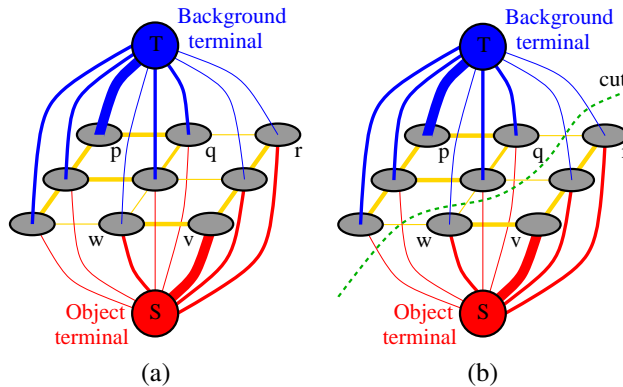 Background
terminal
T
p
q
r
w
v
S
Object
terminal
(a)
Background
terminal
T
cut
p
q
w
v
S
Object
terminal
(b)